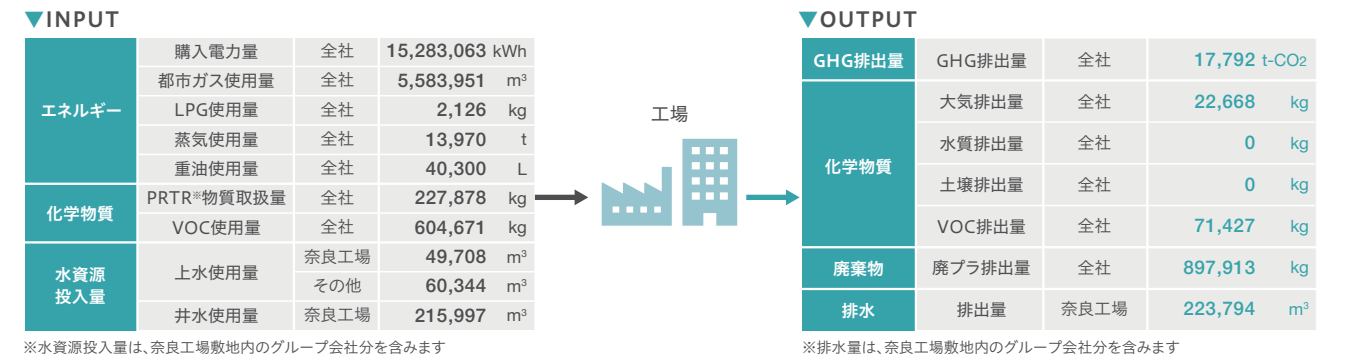 ▼INPUT
エネルギー 購入電力量 全社 15,283,063 kWh
都市ガス使用量 全社 5,583,951 m³
LPG使用量 全社 2,126 kg
蒸気使用量 全社 13,970 t
重油使用量 全社 40,300 L
化学物質 PRTR※物質取扱量 全社 227,878 kg
VOC使用量 全社 604,671 kg
水資源
投入量
上水使用量 奈良工場 49,708 m³
その他 60,344 m³
井水使用量 奈良工場 215,997 m³
※水資源投入量は、奈良工場敷地内のグループ会社分を含みます
工場
▼OUTPUT
GHG排出量 GHG排出量 全社 17,792 t-CO2
化学物質 大気排出量 全社 22,668 kg
水質排出量 全社 0 kg
土壌排出量 全社 0 kg
VOC排出量 全社 71,427 kg
廃棄物 廃プラ排出量 全社 897,913 kg
排水 排出量 奈良工場 223,794 m³
※排水量は、奈良工場敷地内のグループ会社分を含みます